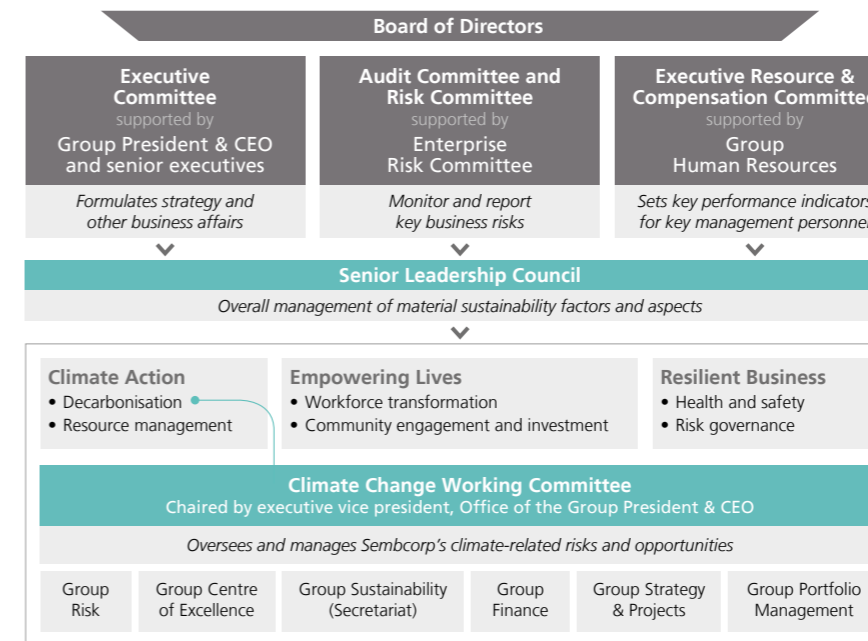 Board of Directors
Executive
Committee
supported by
Group President & CEO
and senior executives
Formulates strategy and
other business affairs
Audit Committee and
Risk Committee
supported by
Enterprise
Risk Committee
Monitor and report
key business risks
Executive Resource &
Compensation Committee
supported by
Group
Human Resources
Sets key performance indicators
for key management personnel
Senior Leadership Council
Overall management of material sustainability factors and aspects
Climate Action
• Decarbonisation
• Resource management
Empowering Lives
• Workforce transformation
• Community engagement and investment
Resilient Business
• Health and safety
• Risk governance
Climate Change Working Committee
Chaired by executive vice president, Office of the Group President & CEO
Oversees and manages Sembcorp's climate-related risks and opportunities
Group
Risk
Group Centre
of Excellence
Group Sustainability
(Secretariat)
Group
Finance
Group Strategy
& Projects
Group Portfolio
Management